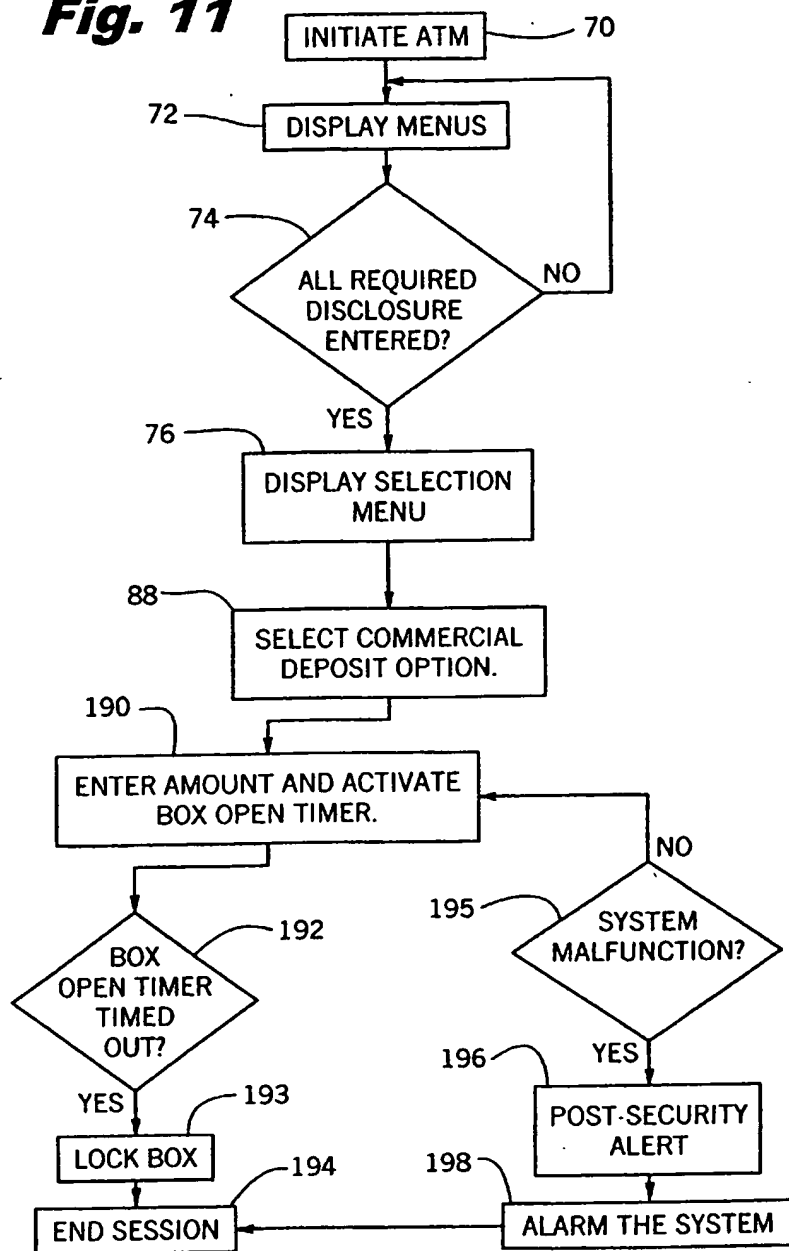 Fig. 11
INITIATE ATM
70
72
DISPLAY MENUS
74
ALL REQUIRED
DISCLOSURE
ENTERED?
NO
YES
76
DISPLAY SELECTION
MENU
88
SELECT COMMERCIAL
DEPOSIT OPTION.
190
ENTER AMOUNT AND ACTIVATE
BOX OPEN TIMER.
NO
192
BOX
OPEN TIMER
TIMED
OUT?
195
SYSTEM
MALFUNCTION?
YES
193
LOCK BOX
YES
196
POST-SECURITY
ALERT
194
END SESSION
198
ALARM THE SYSTEM